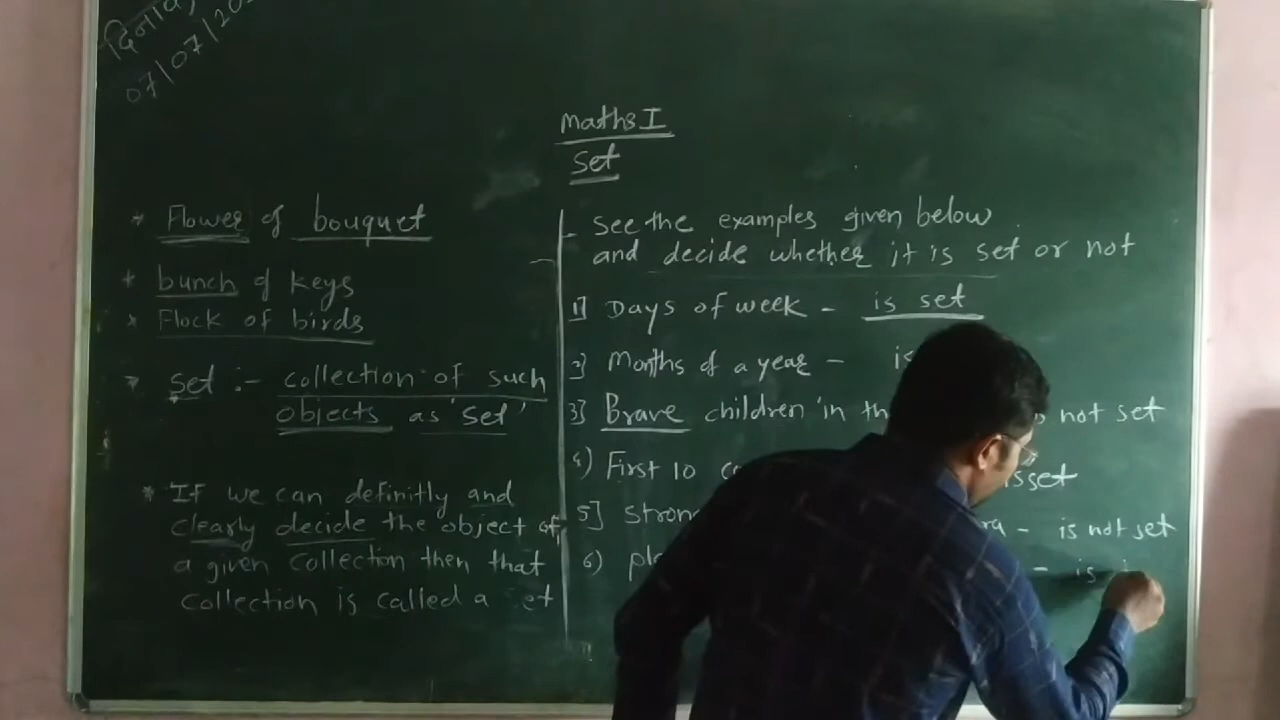 दिनांक
07/07/20
Maths I
Set
* Flower of bouquet
* bunch of keys
* Flock of birds
* set :- collection of such
objects as 'set'
* If we can definitly and
clearly decide the object of
a given collection then that
collection is called a set
- see the examples given below
and decide whether it is set or not
1] Days of week - is set
2] Months of a year - is
3] Brave children in th not set
4) First 10 is set
5] - is not set
6) - is